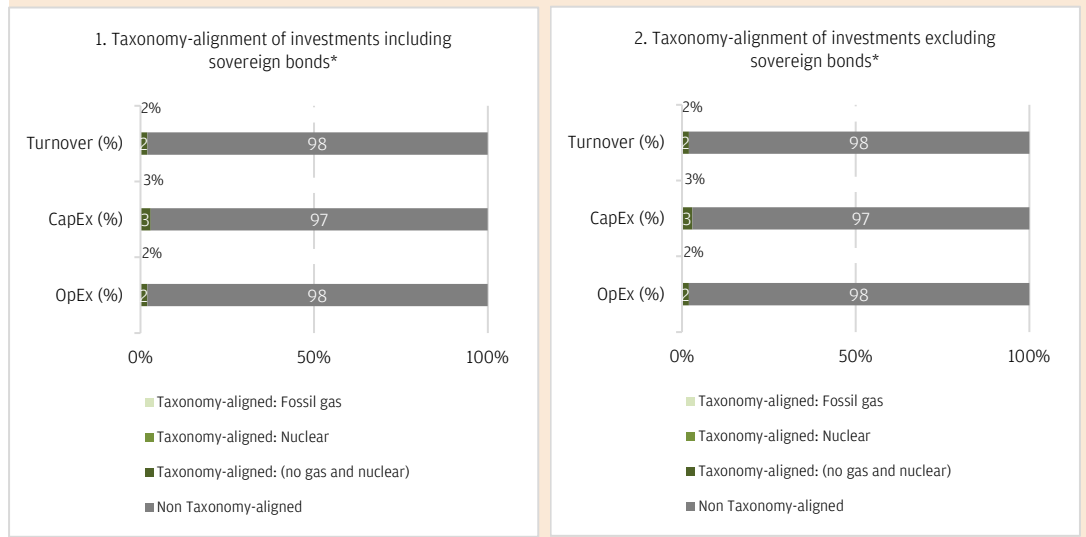 1. Taxonomy-alignment of investments including
sovereign bonds*
2%
Turnover (%)
2
98
3%
CapEx (%)
3
97
2%
OpEx (%)
2
98
0%
50%
100%
Taxonomy-aligned: Fossil gas
Taxonomy-aligned: Nuclear
Taxonomy-aligned: (no gas and nuclear)
Non Taxonomy-aligned
2. Taxonomy-alignment of investments excluding
sovereign bonds*
2%
Turnover (%)
2
98
3%
CapEx (%)
3
97
2%
OpEx (%)
2
98
0%
50%
100%
Taxonomy-aligned: Fossil gas
Taxonomy-aligned: Nuclear
Taxonomy-aligned: (no gas and nuclear)
Non Taxonomy-aligned